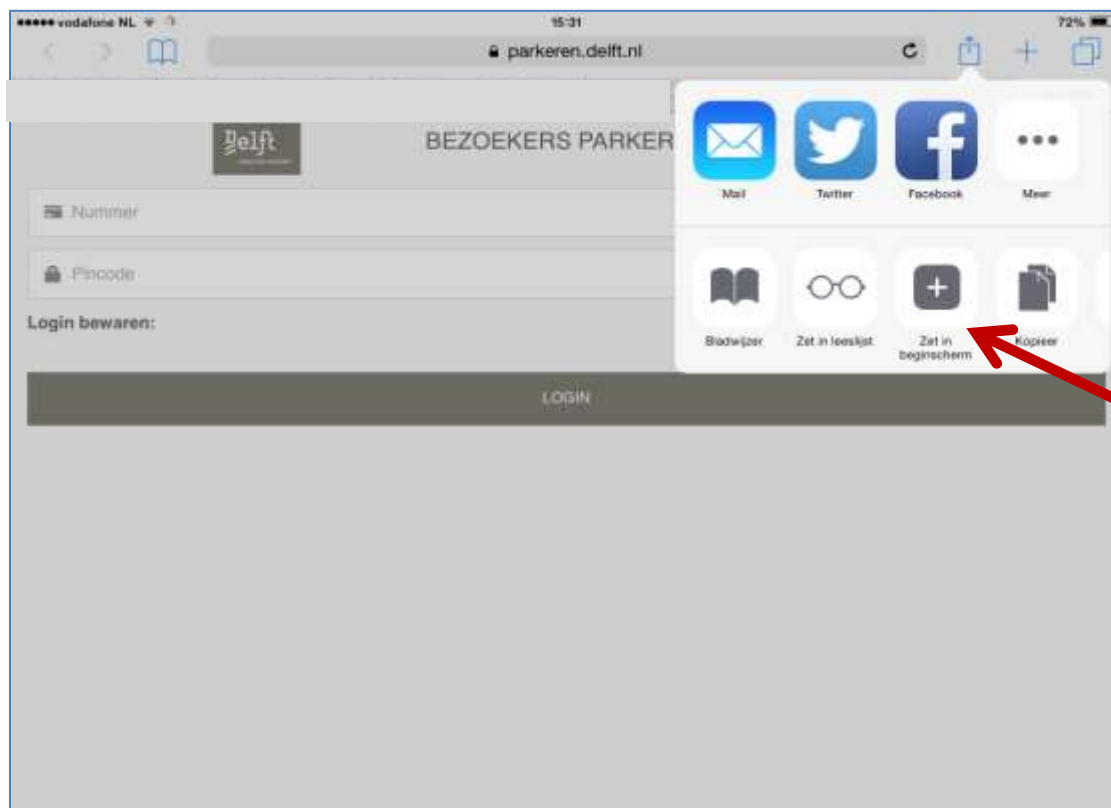 vodafone NL 15:31 72%
parkeren.delft.nl
Delft
BEZOEKERS PARKER
Nummer
Pincode
Login bewaren:
LOGIN
Mail Twitter Facebook Meer
Bladwijzer Zet in leeslijst Zet in beginscherm Kopieer